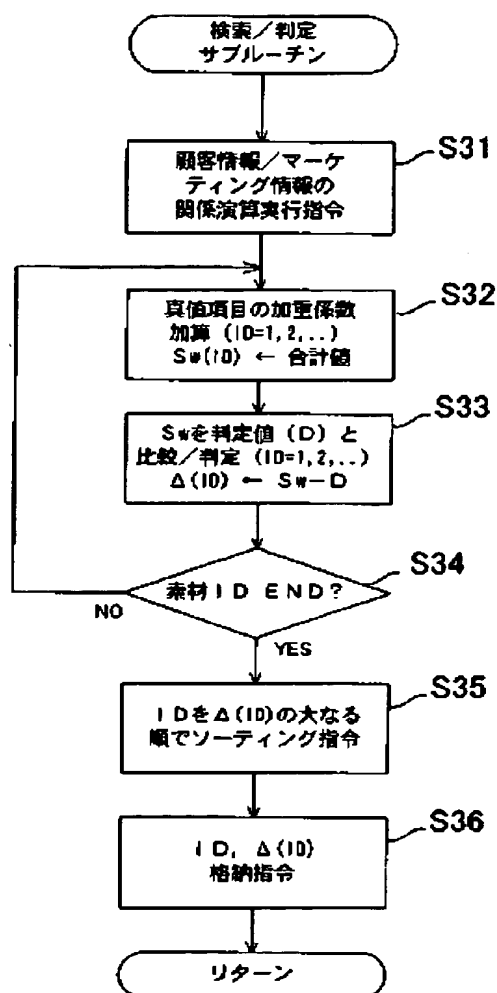 検索/判定
サブルーチン
S31
顧客情報/マーケ
ティング情報の
関係演算実行指令
S32
真値項目の加重係数
加算 (ID=1,2,..)
Sw(ID) ← 合計値
S33
Swを判定値 (D) と
比較/判定 (ID=1,2,..)
Δ(ID) ← Sw-D
S34
素材ID END?
NO
YES
S35
IDをΔ(ID)の大なる
順でソーティング指令
S36
ID, Δ(ID)
格納指令
リターン